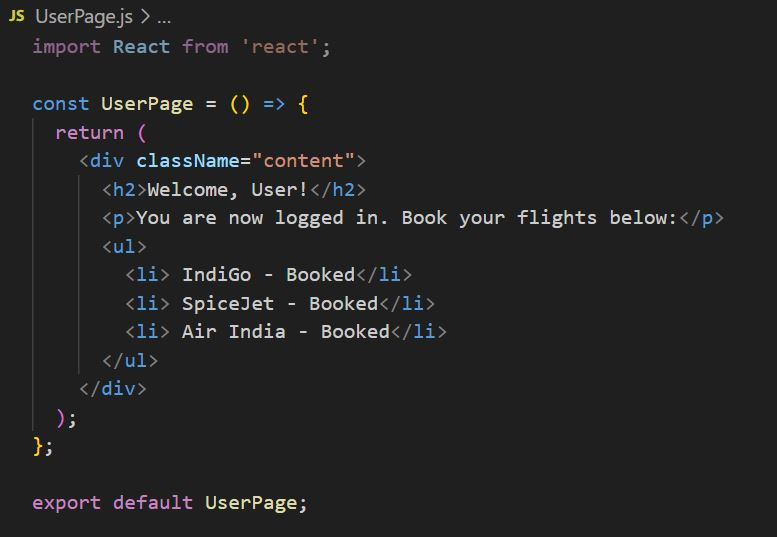 JS UserPage.js > ...
import React from 'react';

const UserPage = () => {
  return (
    <div className="content">
      <h2>Welcome, User!</h2>
      <p>You are now logged in. Book your flights below:</p>
      <ul>
        <li> IndiGo - Booked</li>
        <li> SpiceJet - Booked</li>
        <li> Air India - Booked</li>
      </ul>
    </div>
  );
};

export default UserPage;